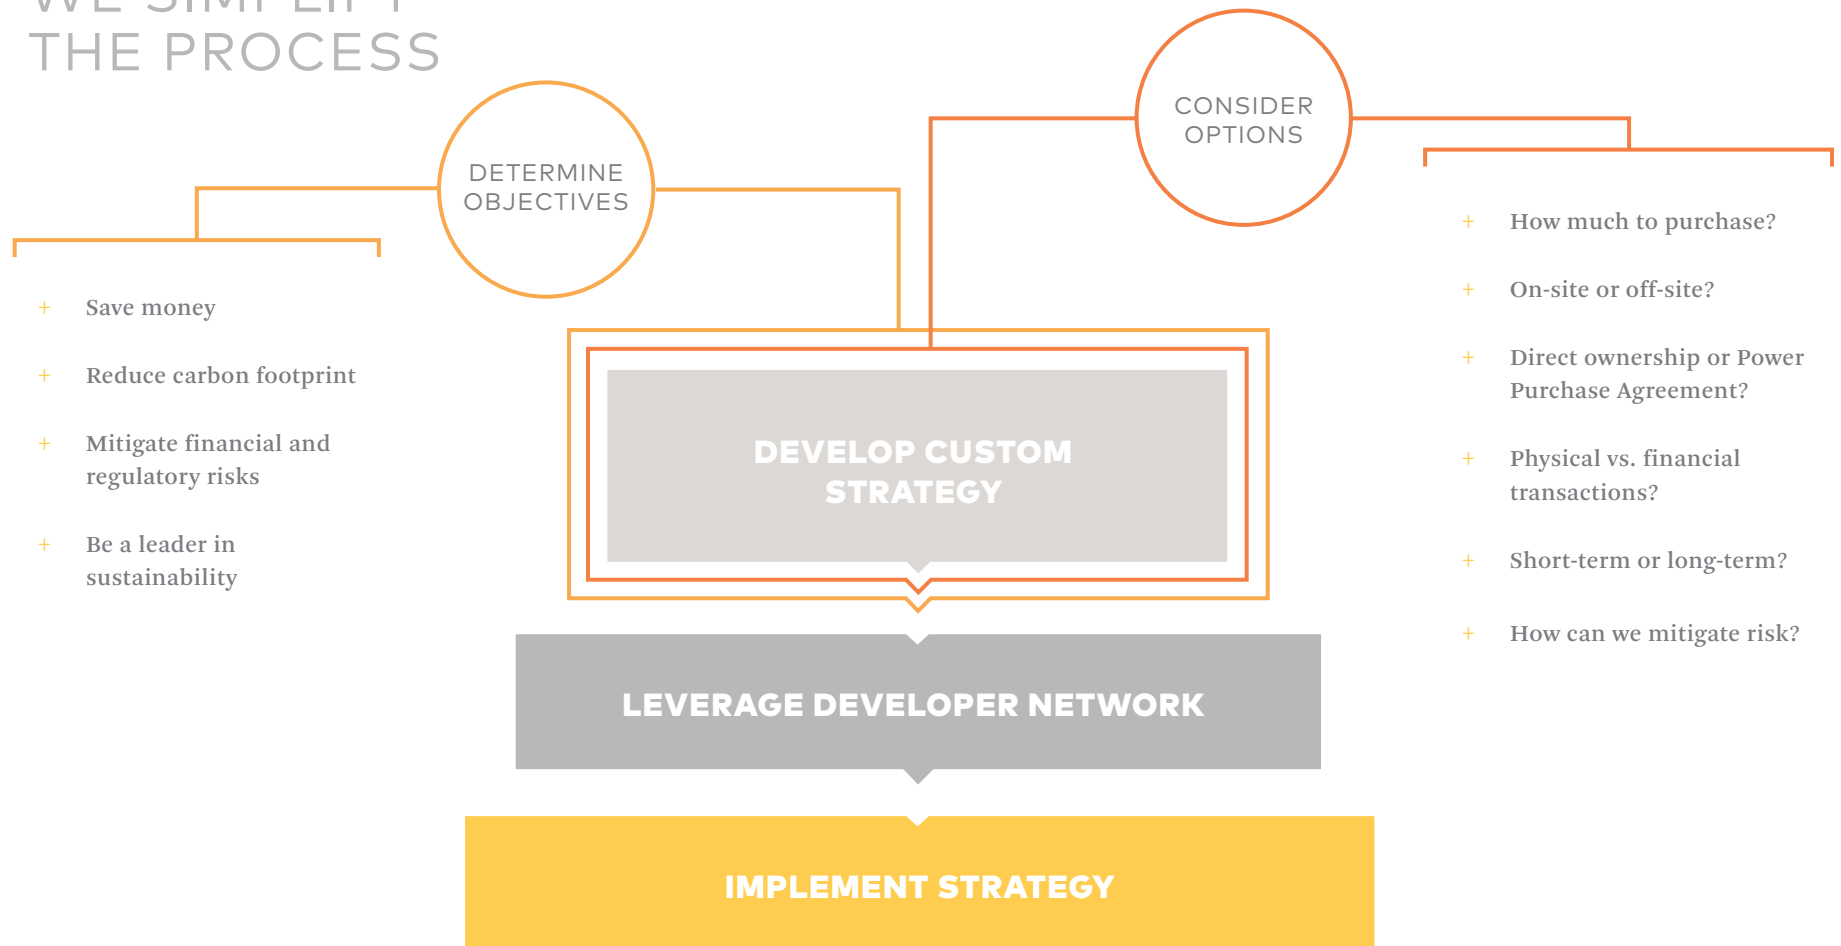 WE SIMPLIFY
THE PROCESS
DETERMINE
OBJECTIVES
+ Save money
+ Reduce carbon footprint
+ Mitigate financial and
regulatory risks
+ Be a leader in
sustainability
CONSIDER
OPTIONS
+ How much to purchase?
+ On-site or off-site?
+ Direct ownership or Power
Purchase Agreement?
+ Physical vs. financial
transactions?
+ Short-term or long-term?
+ How can we mitigate risk?
DEVELOP CUSTOM
STRATEGY
LEVERAGE DEVELOPER NETWORK
IMPLEMENT STRATEGY